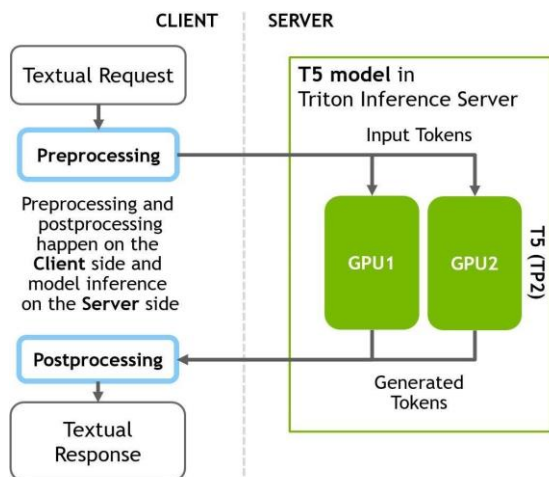 CLIENT
SERVER
Textual Request
Preprocessing
Preprocessing and
postprocessing
happen on the
Client side and
model inference
on the Server side
Postprocessing
Textual
Response
T5 model in
Triton Inference Server
Input Tokens
GPU1
GPU2
T5 (TP2)
Generated
Tokens